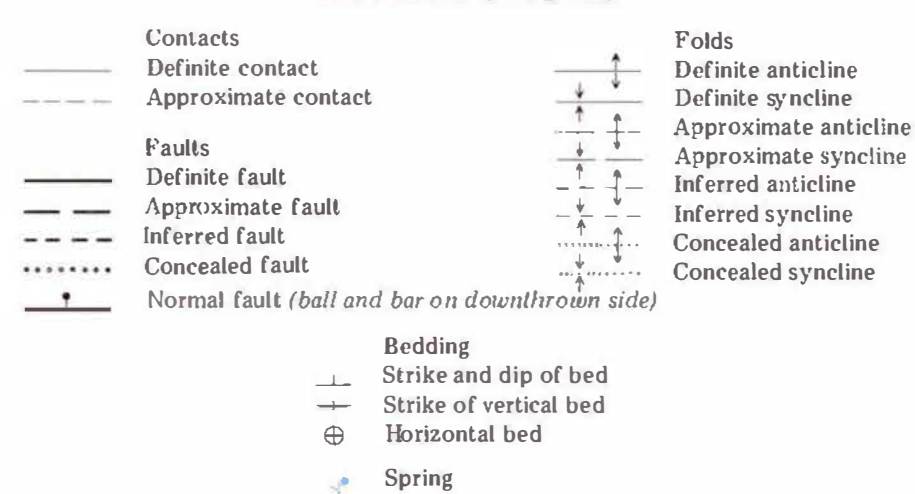 Contacts
Definite contact
Approximate contact
Faults
Definite fault
Approximate fault
Inferred fault
Concealed fault
Normal fault (ball and bar on downthrown side)
Folds
Definite anticline
Definite syncline
Approximate anticline
Approximate syncline
Inferred anticline
Inferred syncline
Concealed anticline
Concealed syncline
Bedding
Strike and dip of bed
Strike of vertical bed
Horizontal bed
Spring